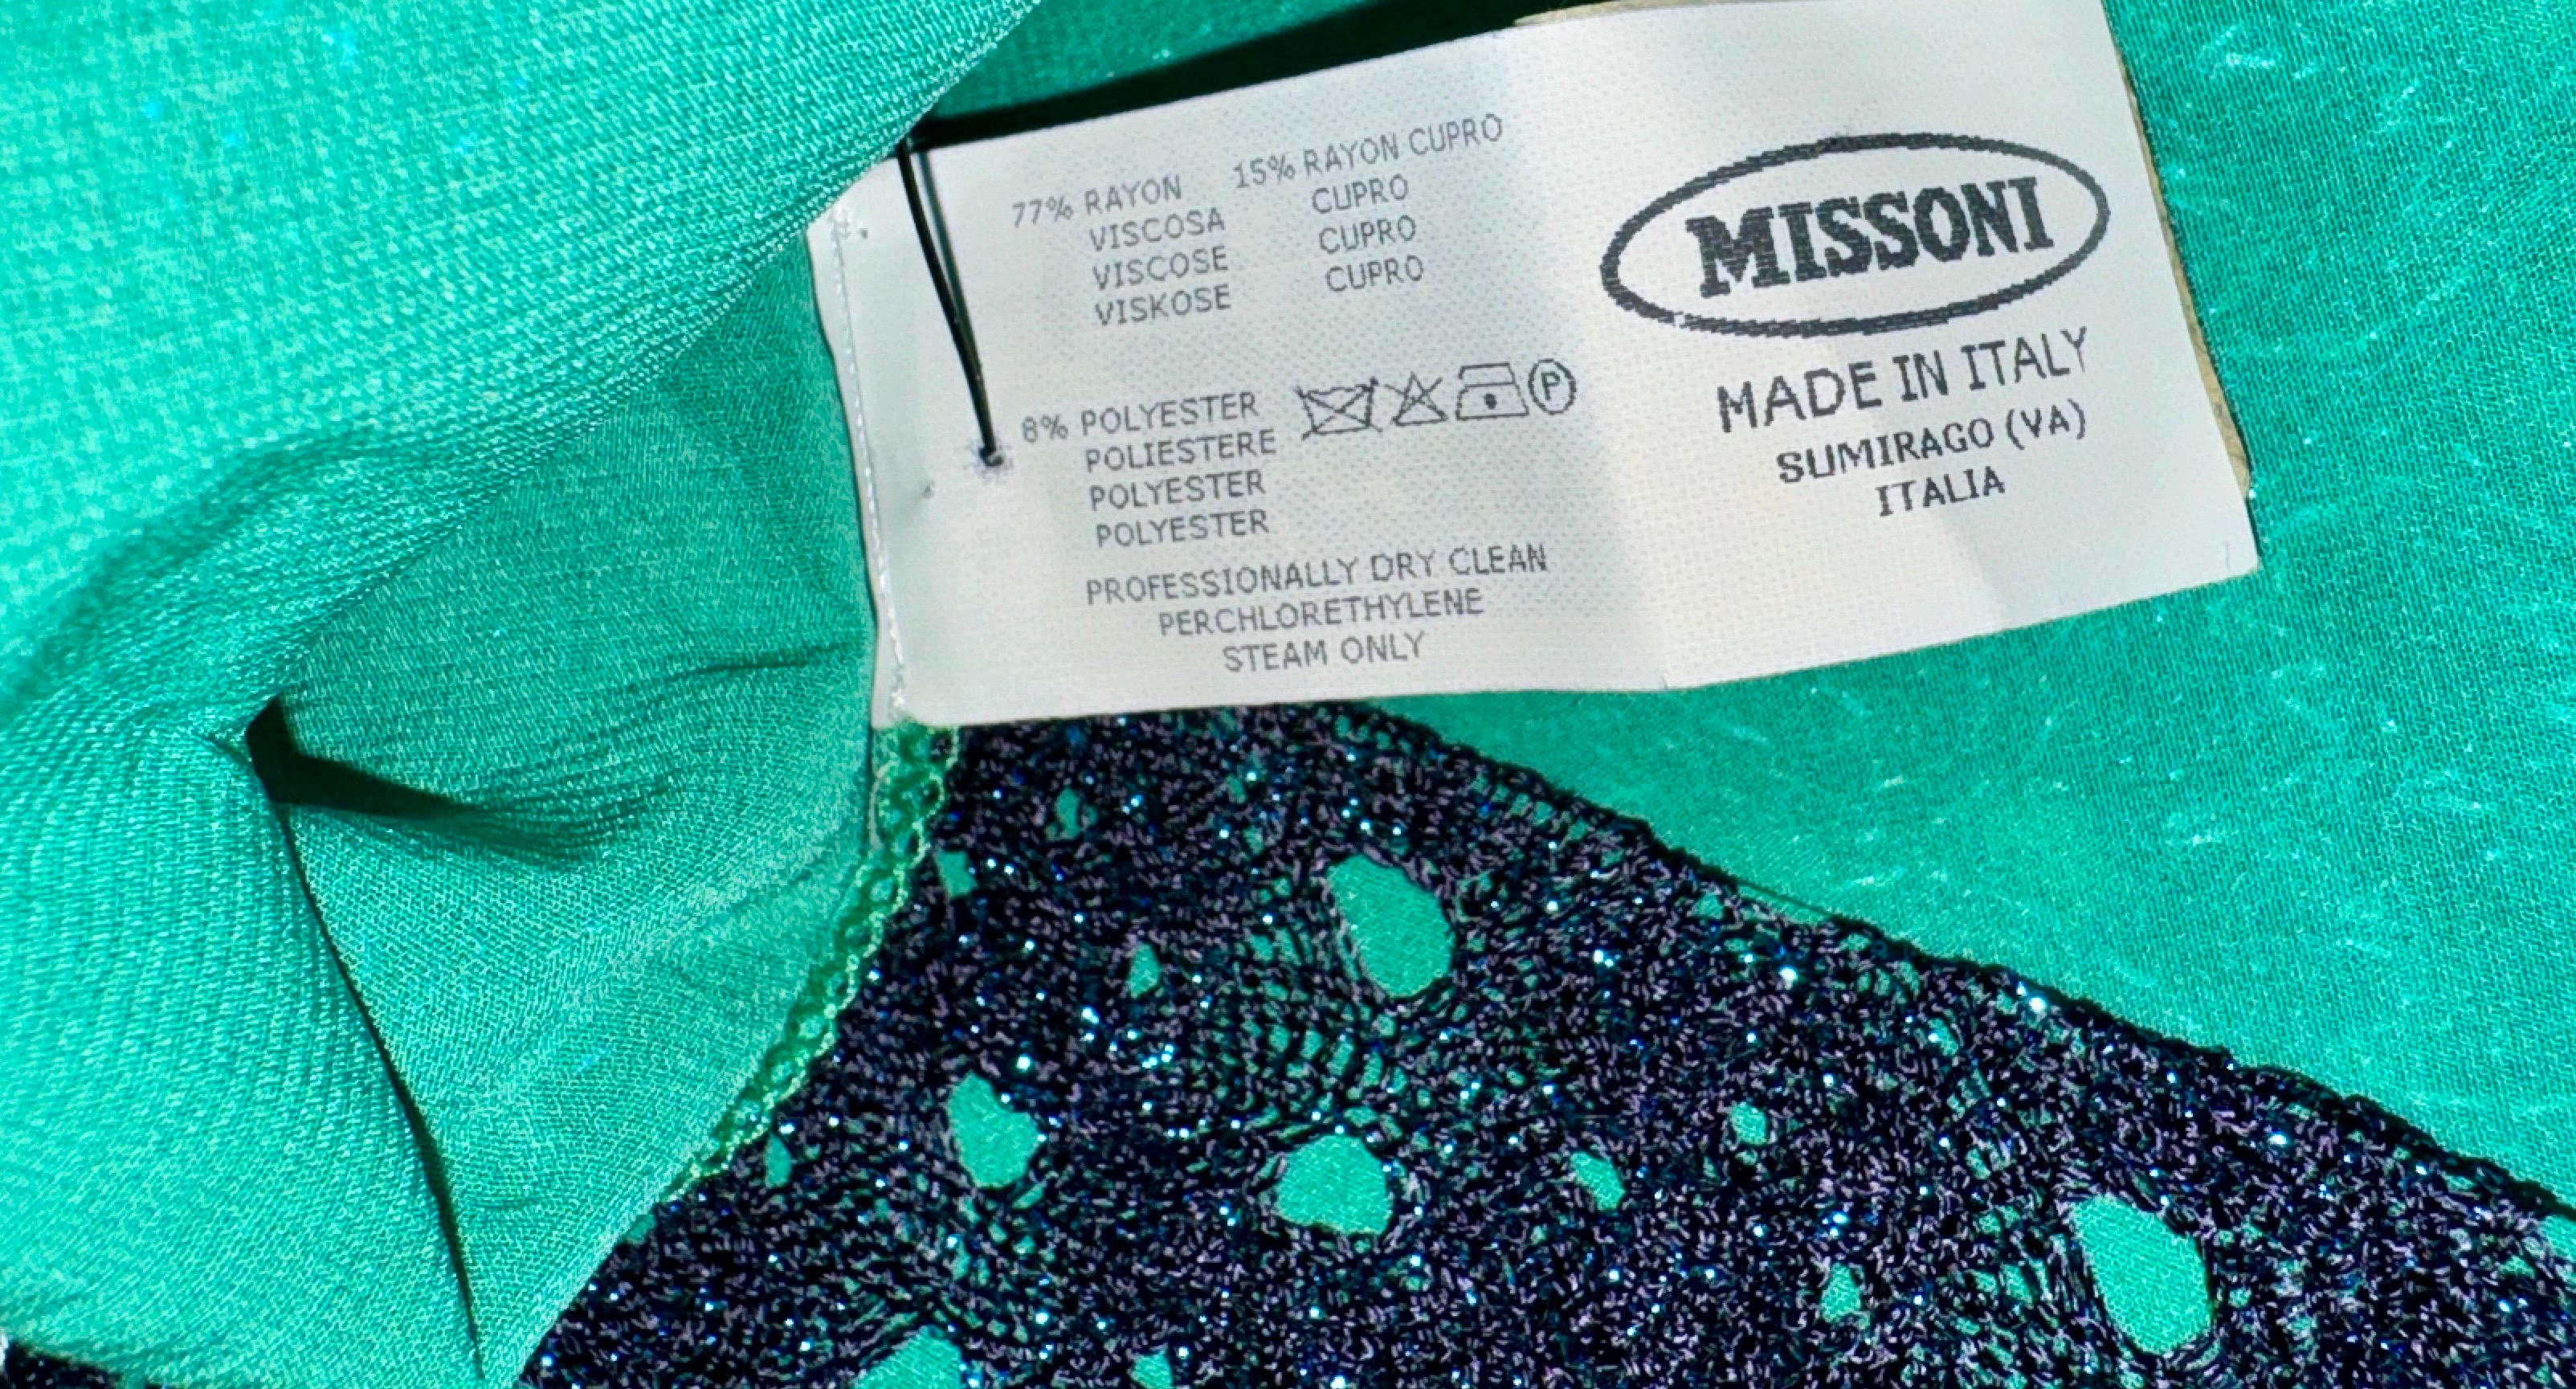 77% RAYON
VISCOSA
VISCOSE
VISKOSE
15% RAYON CUPRO
CUPRO
CUPRO
CUPRO
8% POLYESTER
POLIESTERE
POLYESTER
POLYESTER
P
PROFESSIONALLY DRY CLEAN
PERCHLORETHYLENE
STEAM ONLY
MISSONI
MADE IN ITALY
SUMIRAGO (VA)
ITALIA